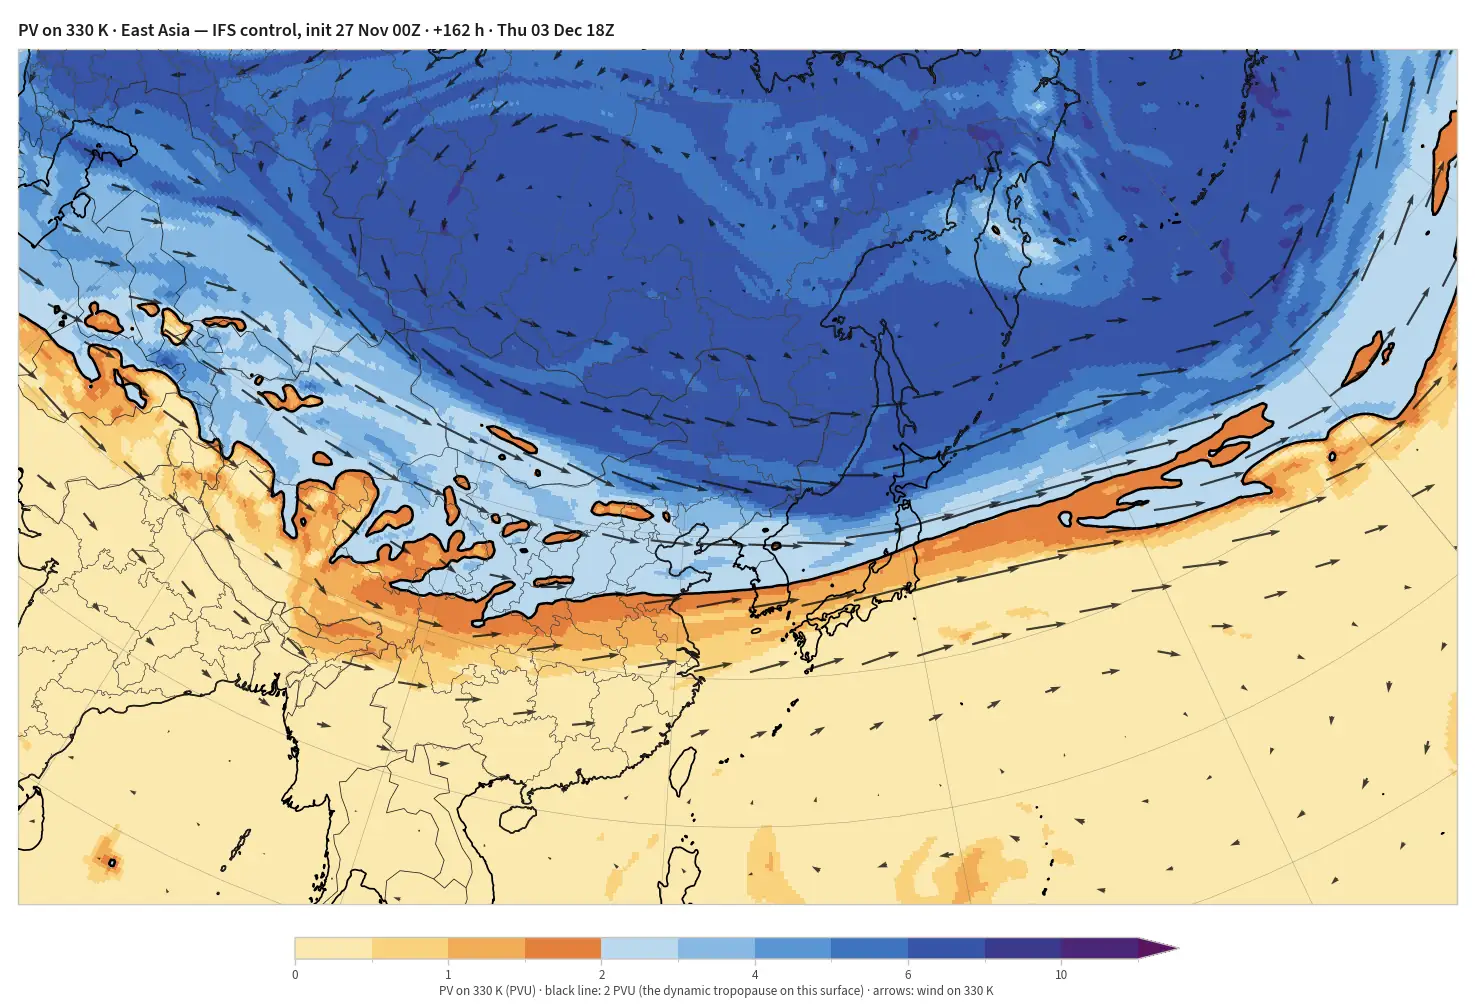 PV on 330 K · East Asia — IFS control, init 27 Nov 00Z · +162 h · Thu 03 Dec 18Z
0 1 2 4 6 10
PV on 330 K (PVU) · black line: 2 PVU (the dynamic tropopause on this surface) · arrows: wind on 330 K